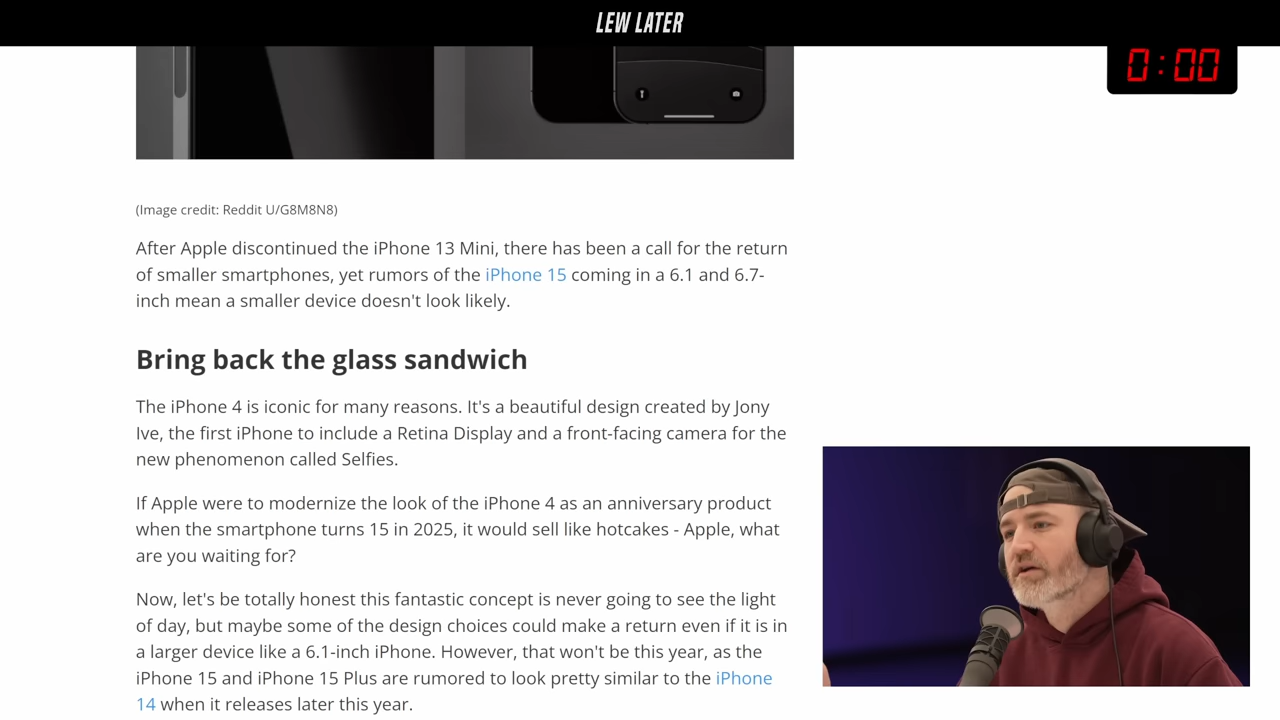 LEW LATER
0:00
(Image credit: Reddit U/G8M8N8)
After Apple discontinued the iPhone 13 Mini, there has been a call for the return
of smaller smartphones, yet rumors of the iPhone 15 coming in a 6.1 and 6.7-
inch mean a smaller device doesn't look likely.
Bring back the glass sandwich
The iPhone 4 is iconic for many reasons. It's a beautiful design created by Jony
Ive, the first iPhone to include a Retina Display and a front-facing camera for the
new phenomenon called Selfies.
If Apple were to modernize the look of the iPhone 4 as an anniversary product
when the smartphone turns 15 in 2025, it would sell like hotcakes - Apple, what
are you waiting for?
Now, let's be totally honest this fantastic concept is never going to see the light
of day, but maybe some of the design choices could make a return even if it is in
a larger device like a 6.1-inch iPhone. However, that won't be this year, as the
iPhone 15 and iPhone 15 Plus are rumored to look pretty similar to the iPhone
14 when it releases later this year.